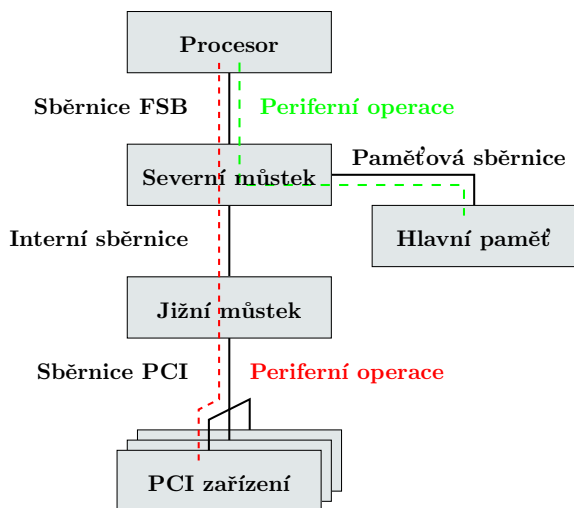 Procesor
Sběrnice FSB
Periferní operace
Paměťová sběrnice
Severní můstek
Interní sběrnice
Hlavní paměť
Jižní můstek
Sběrnice PCI
Periferní operace
PCI zařízení